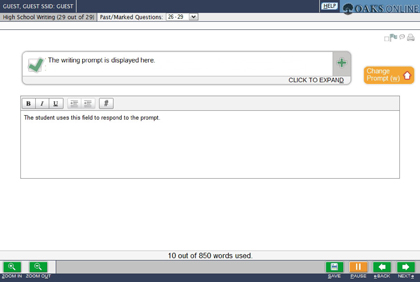 GUEST, GUEST SSID: GUEST
HELP
OAKS ONLINE
High School Writing (29 out of 29)
Past/Marked Questions:
26 - 29
The writing prompt is displayed here.
CLICK TO EXPAND
Change
Prompt (w)
B I U
#
The student uses this field to respond to the prompt.
10 out of 850 words used.
ZOOM IN
ZOOM OUT
SAVE
PAUSE
BACK
NEXT